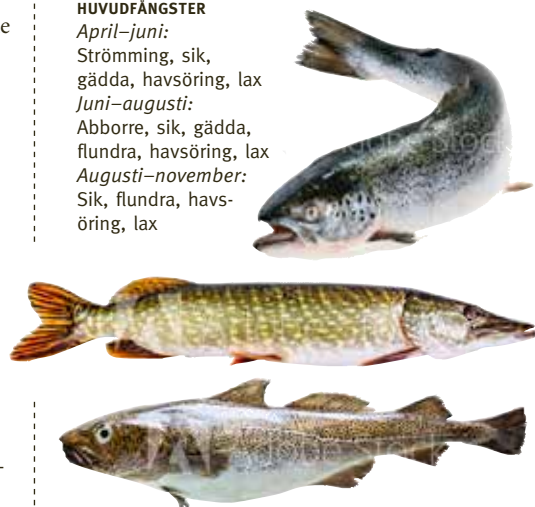 e
HUVUDFÅNGSTER
April–juni:
Strömming, sik,
gädda, havsöring, lax
Juni–augusti:
Abborre, sik, gädda,
flundra, havsöring, lax
Augusti–november:
Sik, flundra, havs-
öring, lax
-